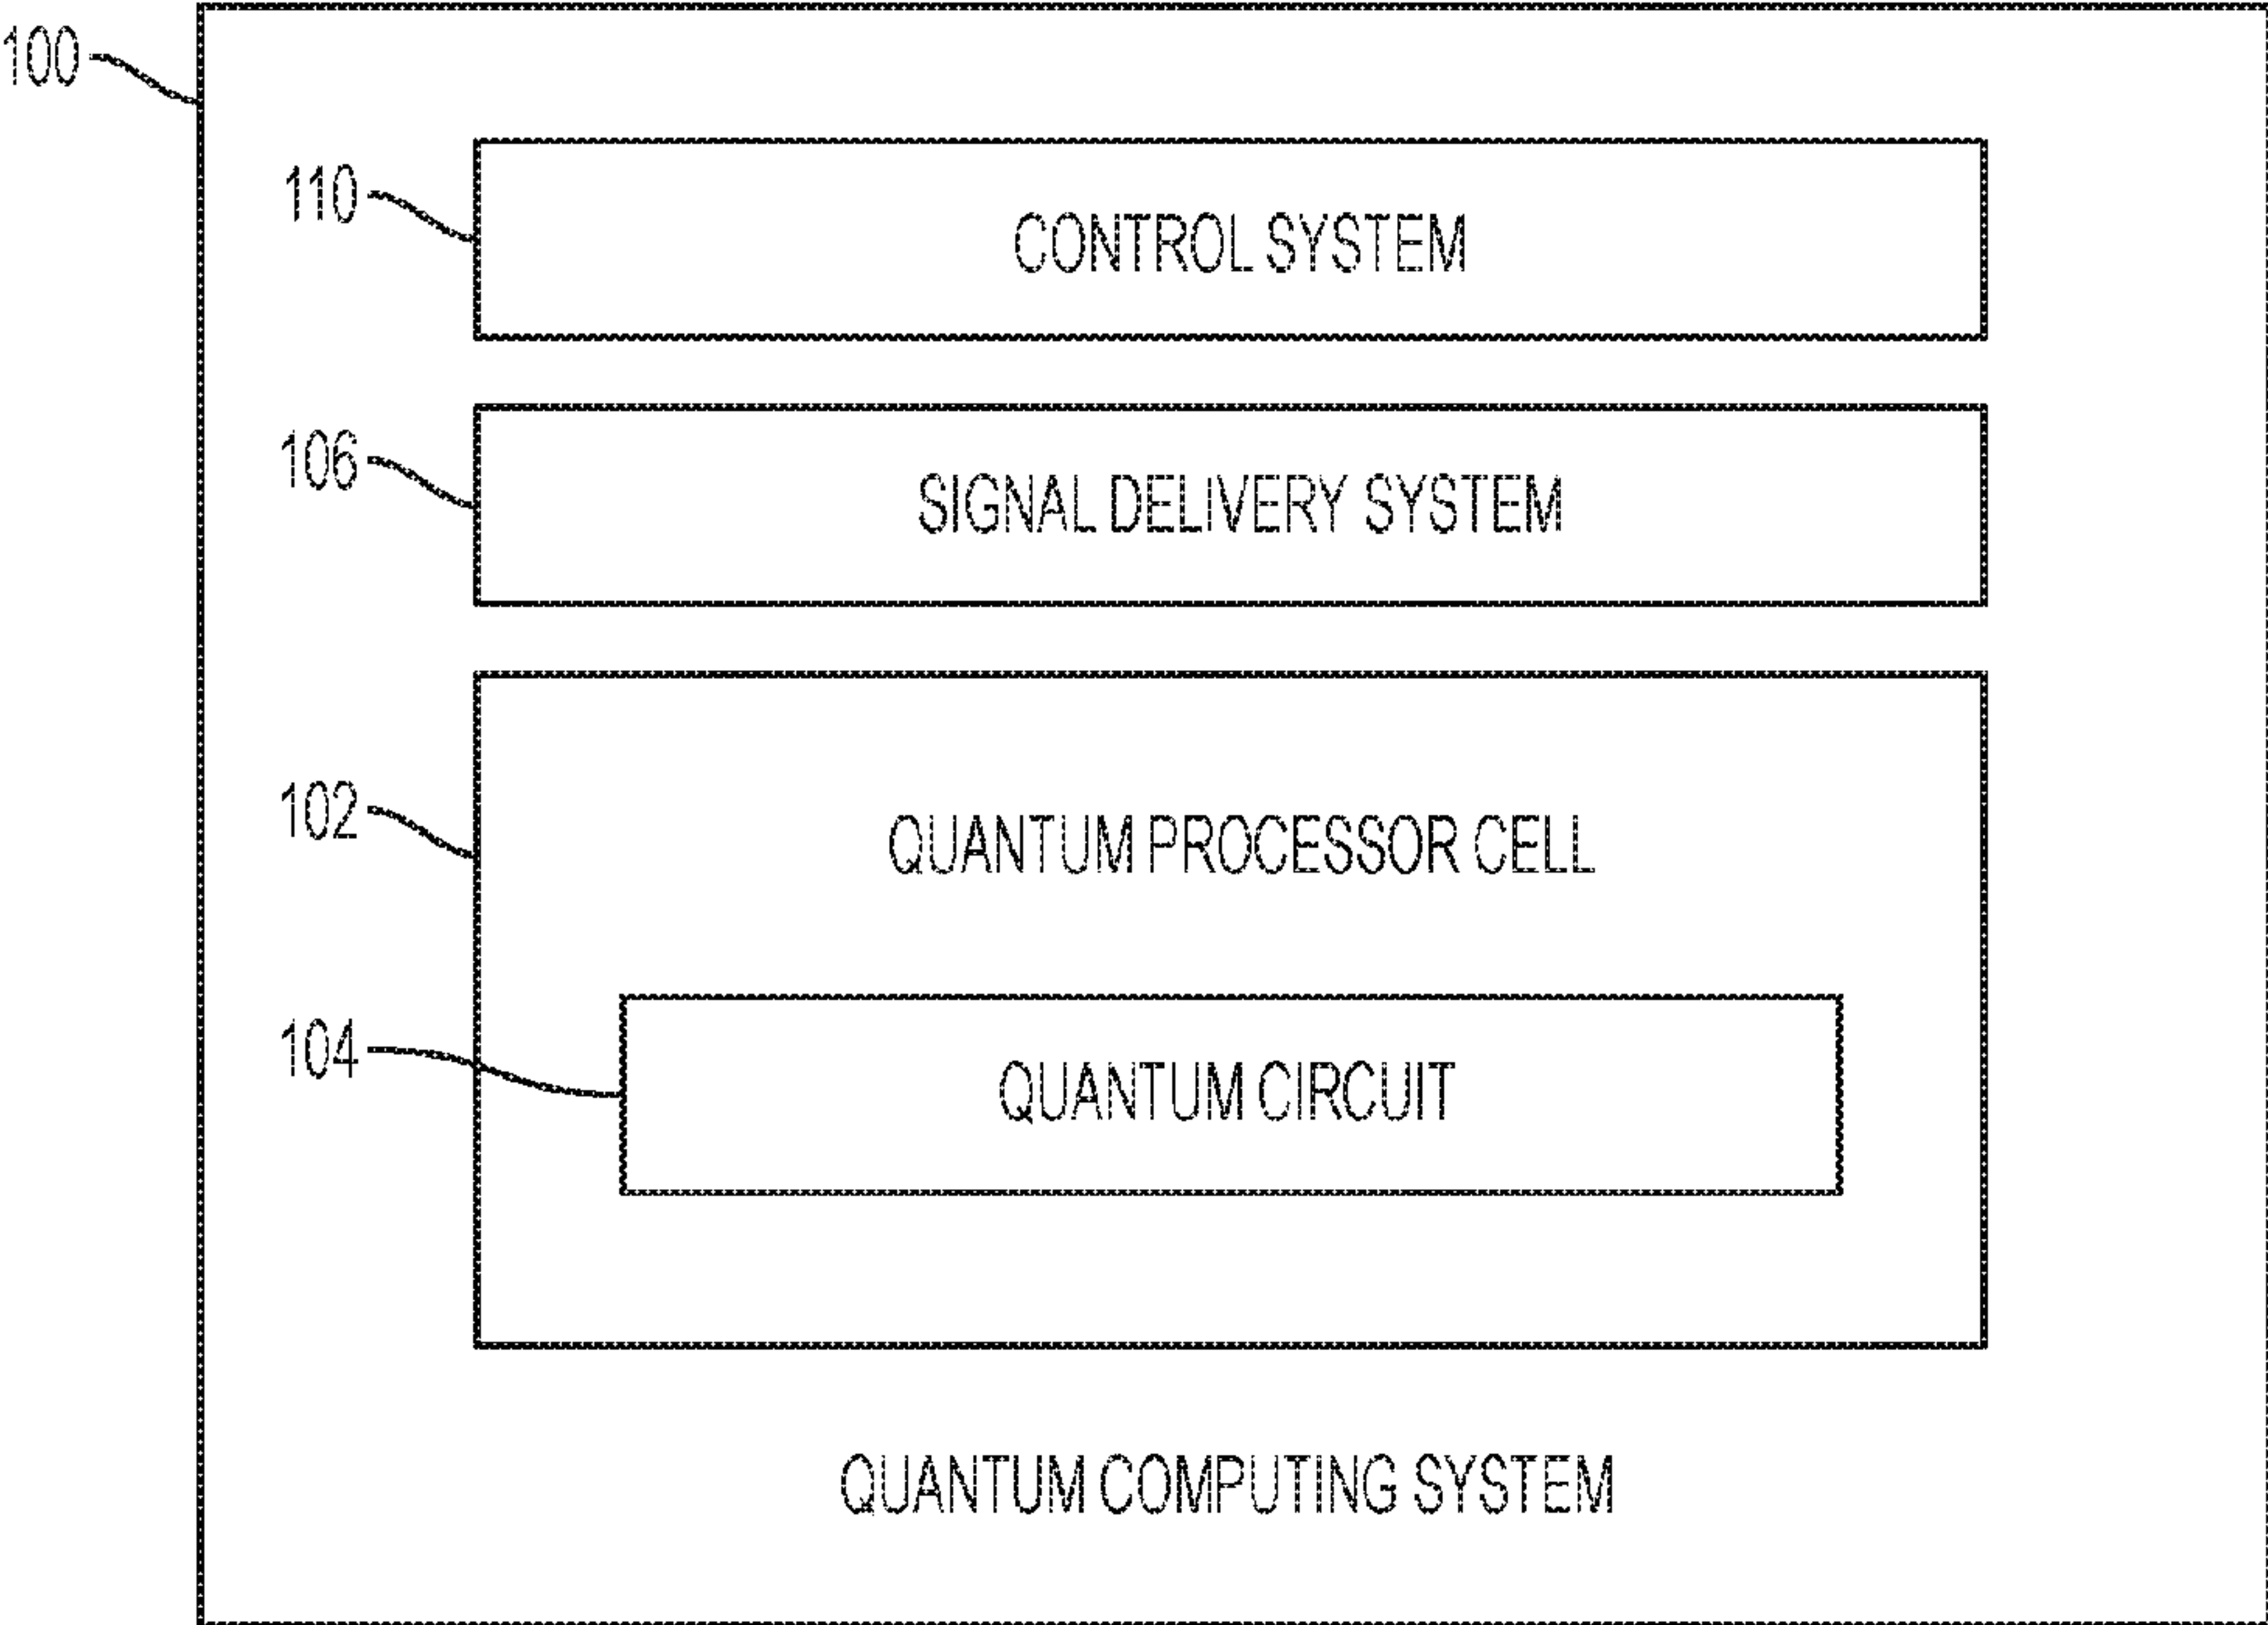 100
110
CONTROL SYSTEM
106
SIGNAL DELIVERY SYSTEM
102
QUANTUM PROCESSOR CELL
104
QUANTUM CIRCUIT
QUANTUM COMPUTING SYSTEM